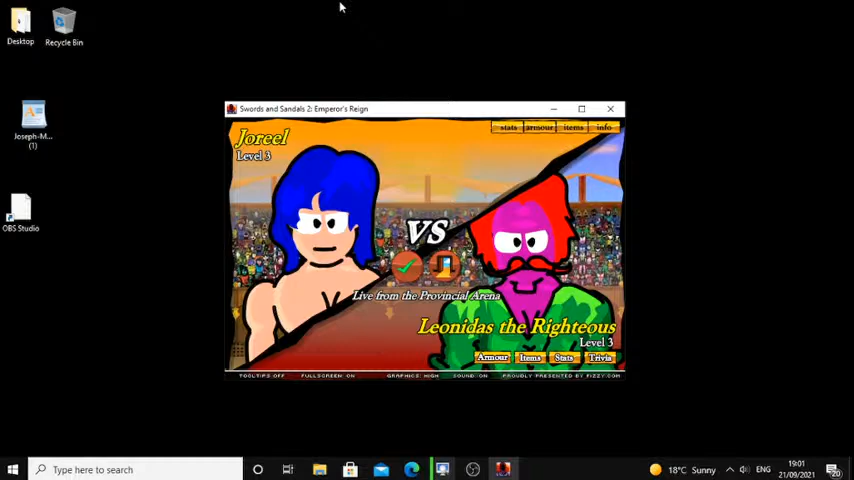 Desktop
Recycle Bin
Joseph-M...
(1)
OBS Studio
Swords and Sandals 2: Emperor's Reign
stats armour items info
Joreel
Level 3
VS
Live from the Provincial Arena
Leonidas the Righteous
Level 3
Armour Items Stats Trivia
TOOLTIPS OFF FULLSCREEN ON GRAPHICS: HIGH SOUND: ON PROUDLY PRESENTED BY FIZZY.COM
Type here to search
18°C Sunny
ENG
19:01
21/09/2021
20